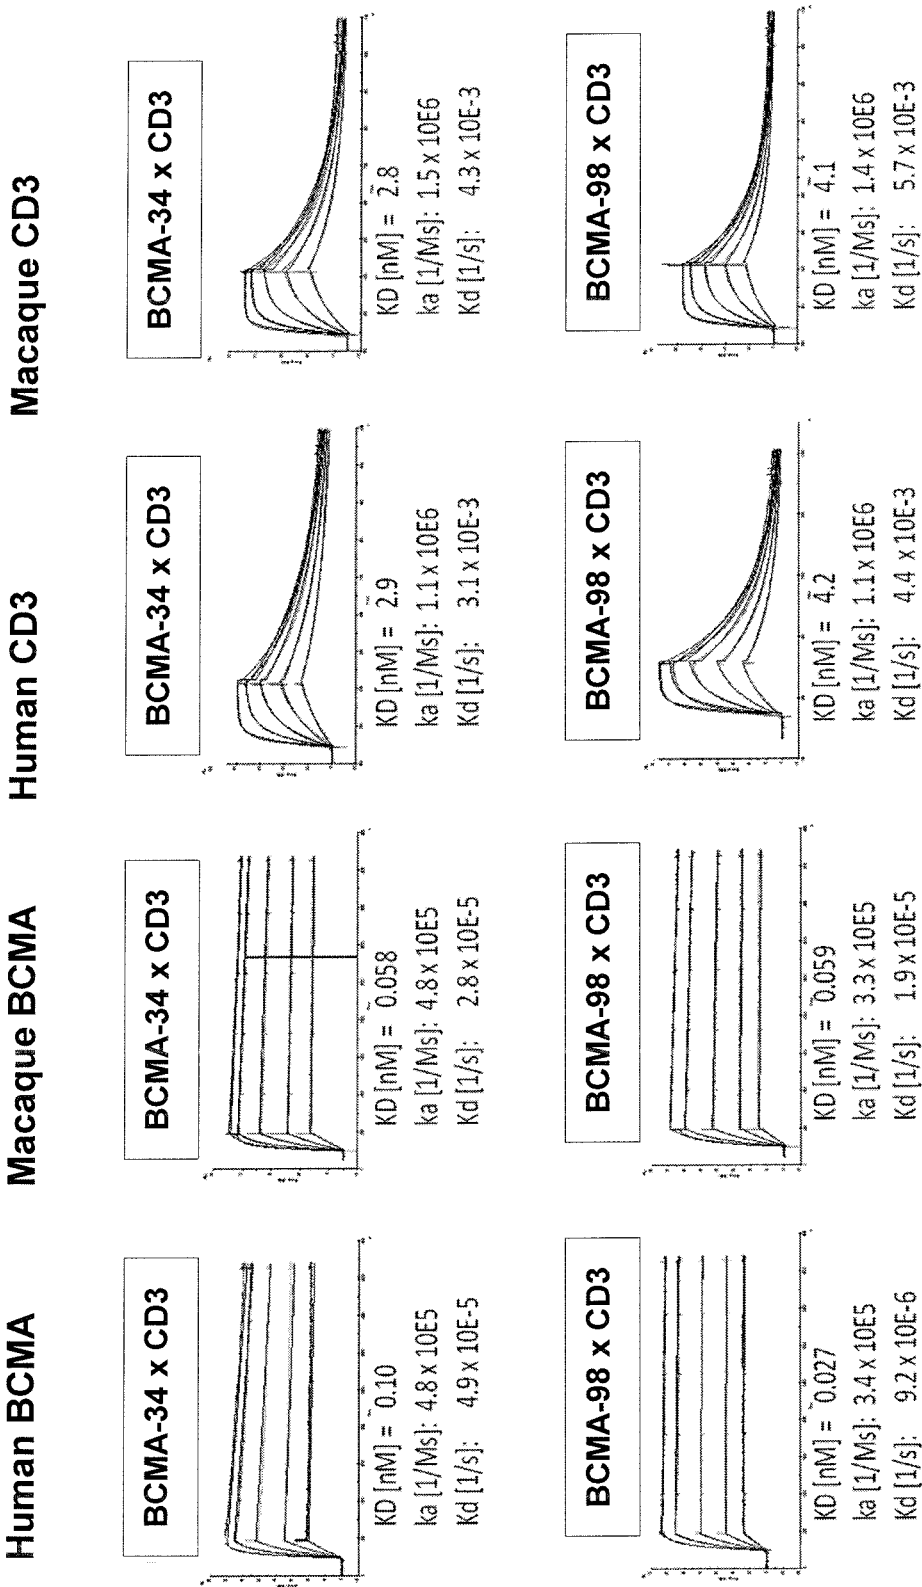 Human BCMA
Macaque BCMA
Human CD3
Macaque CD3
BCMA-34 x CD3
KD [nM] = 0.10
ka [1/Ms]: 4.8 x 10E5
Kd [1/s]: 4.9 x 10E-5
BCMA-34 x CD3
KD [nM] = 0.058
ka [1/Ms]: 4.8 x 10E5
Kd [1/s]: 2.8 x 10E-5
BCMA-34 x CD3
KD [nM] = 2.9
ka [1/Ms]: 1.1 x 10E6
Kd [1/s]: 3.1 x 10E-3
BCMA-34 x CD3
KD [nM] = 2.8
ka [1/Ms]: 1.5 x 10E6
Kd [1/s]: 4.3 x 10E-3
BCMA-98 x CD3
KD [nM] = 0.027
ka [1/Ms]: 3.4 x 10E5
Kd [1/s]: 9.2 x 10E-6
BCMA-98 x CD3
KD [nM] = 0.059
ka [1/Ms]: 3.3 x 10E5
Kd [1/s]: 1.9 x 10E-5
BCMA-98 x CD3
KD [nM] = 4.2
ka [1/Ms]: 1.1 x 10E6
Kd [1/s]: 4.4 x 10E-3
BCMA-98 x CD3
KD [nM] = 4.1
ka [1/Ms]: 1.4 x 10E6
Kd [1/s]: 5.7 x 10E-3